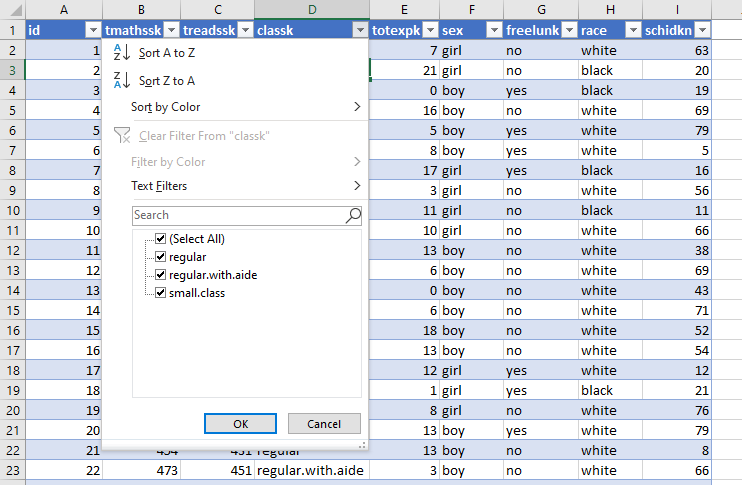 A B C D E F G H I
1 id tmathssk treadssk classk totexpk sex freelunk race schidkn
2 1 7 girl no white 63
3 2 21 girl no black 20
4 3 0 boy yes black 19
5 4 16 boy no white 69
6 5 5 boy yes white 79
7 6 8 boy yes white 5
8 7 17 girl yes black 16
9 8 3 girl no white 56
10 9 11 girl no black 11
11 10 10 girl no white 66
12 11 13 boy no white 38
13 12 6 boy no white 69
14 13 0 boy no white 43
15 14 6 boy no white 71
16 15 18 boy no white 52
17 16 13 boy no white 54
18 17 12 girl yes white 12
19 18 1 girl yes black 21
20 19 8 girl no white 76
21 20 13 boy yes white 79
22 21 regular 13 boy no white 8
23 22 473 451 regular.with.aide 3 boy no white 66
Sort A to Z
Sort Z to A
Sort by Color
Clear Filter From "classk"
Filter by Color
Text Filters
Search
(Select All)
regular
regular.with.aide
small.class
OK Cancel